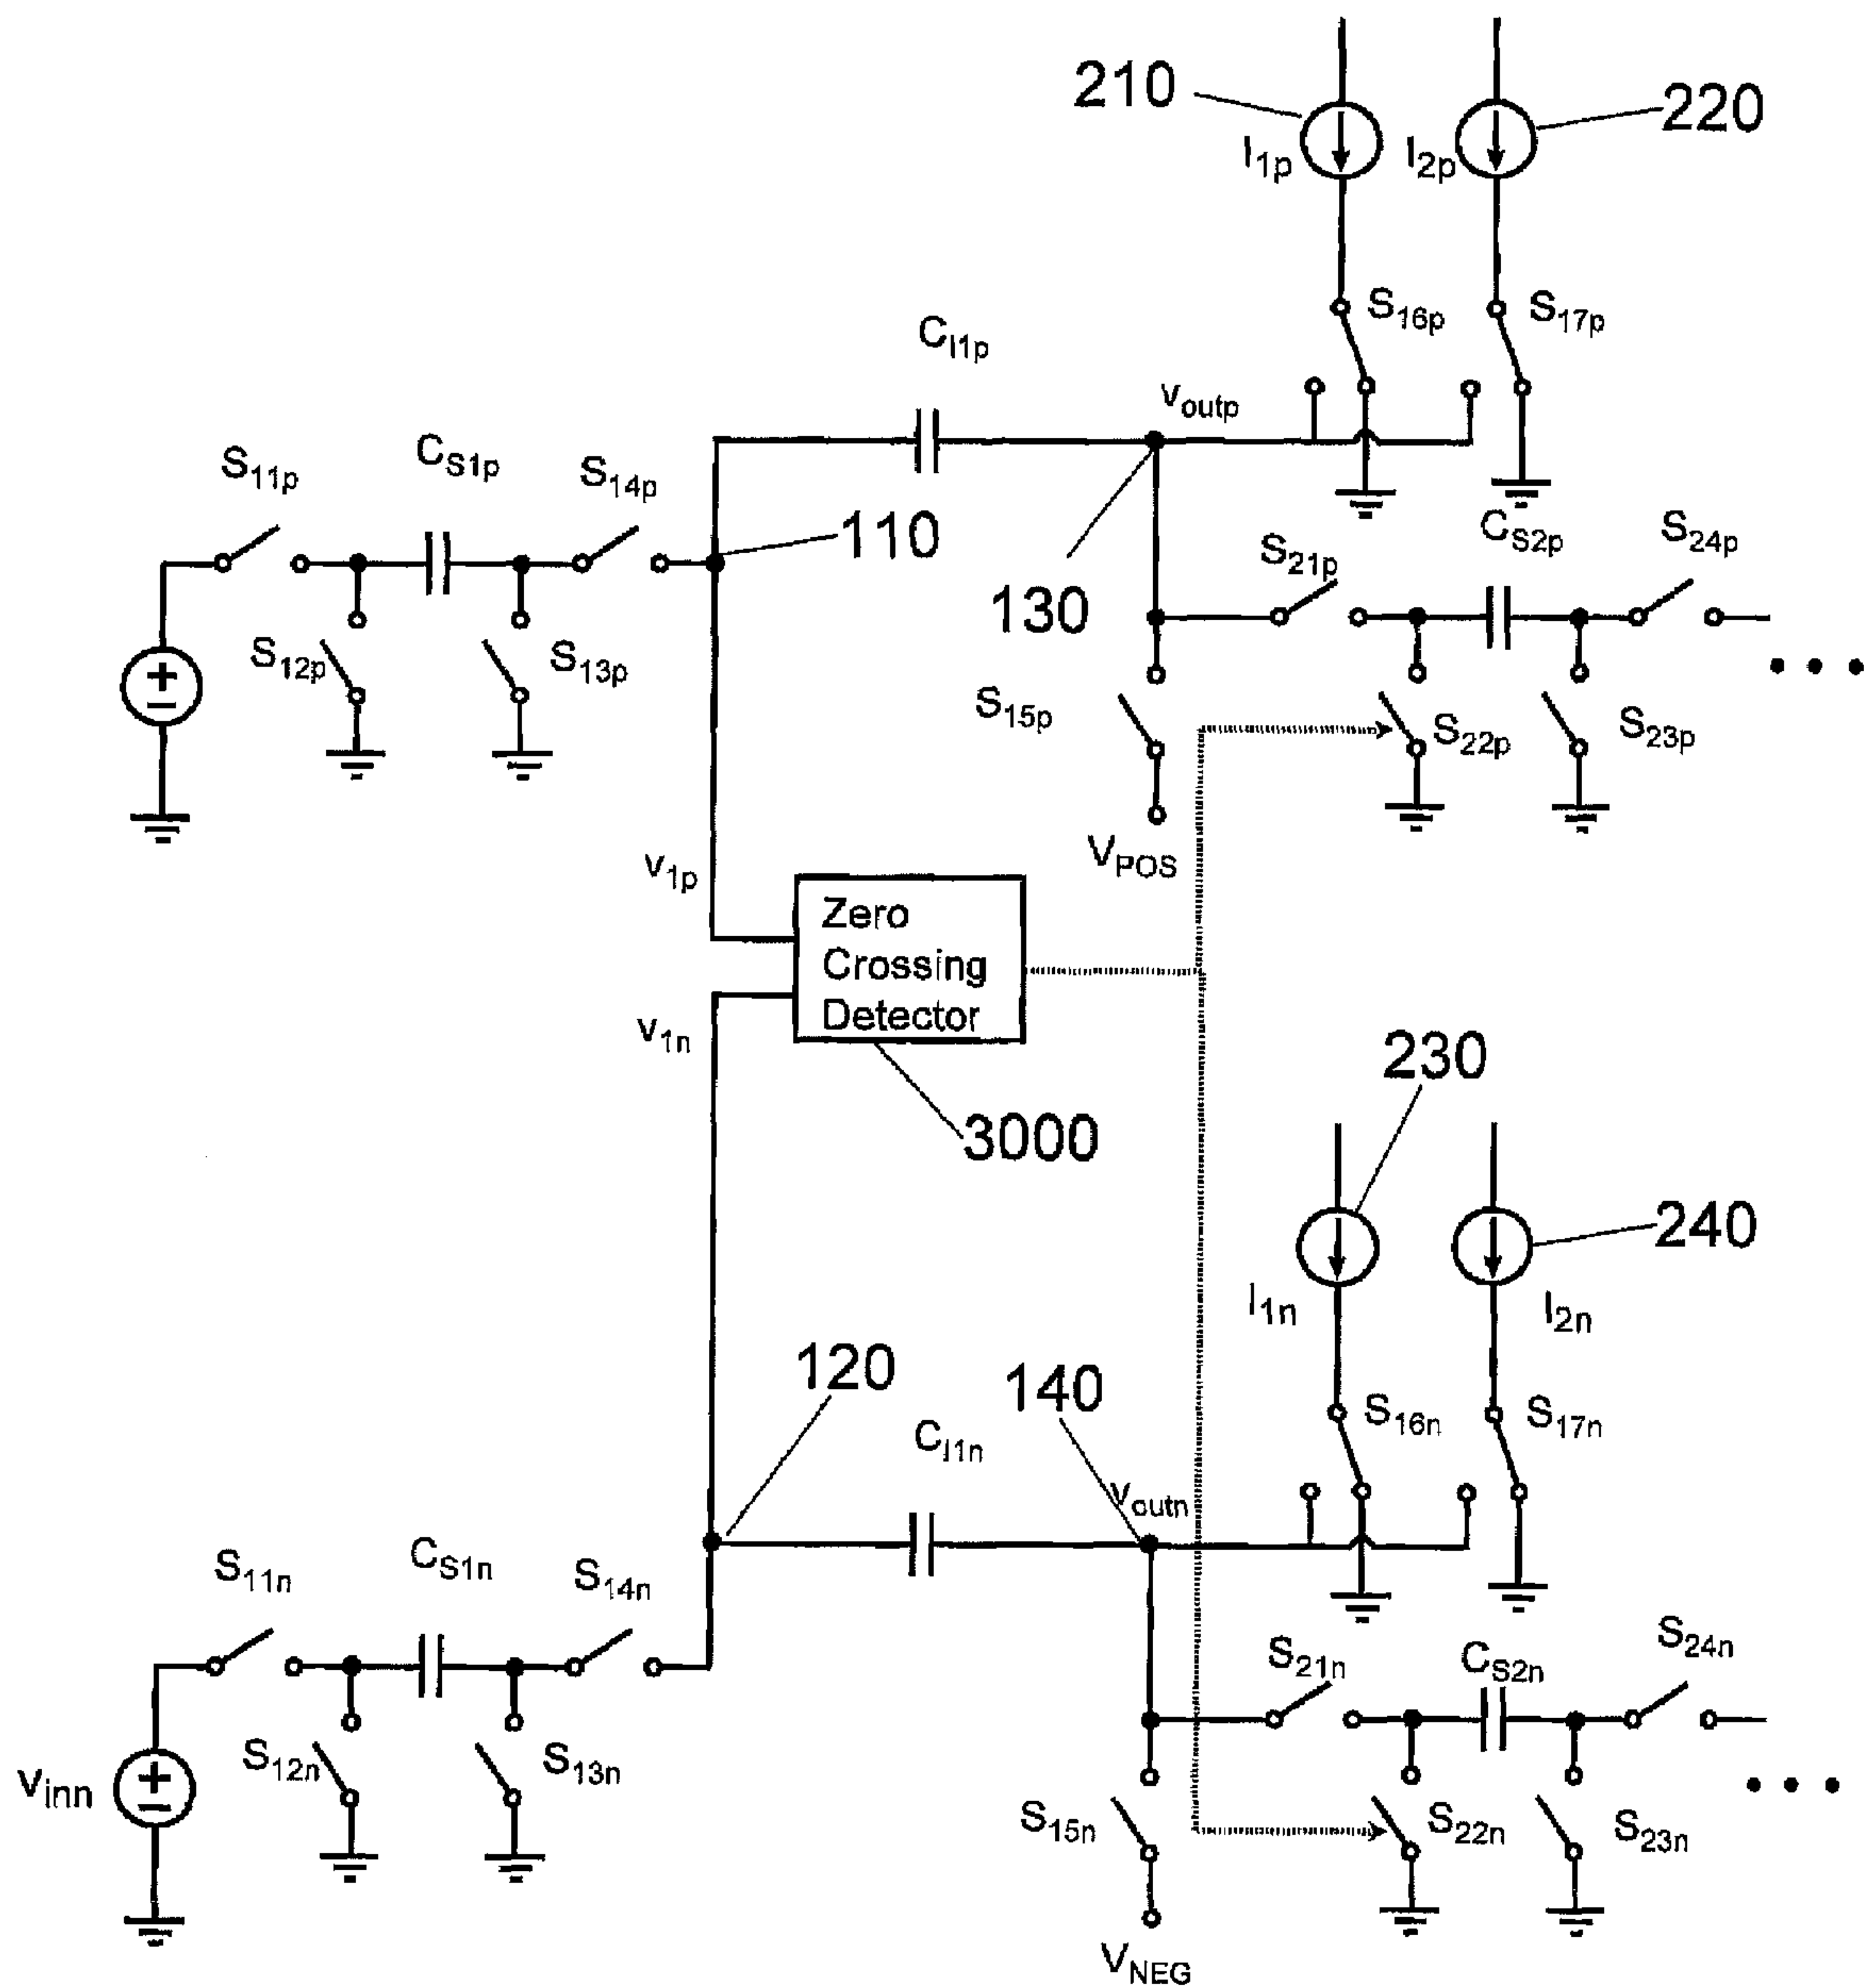 210
220
I1p
I2p
S16p
S17p
CI1p
voutp
S11p
CS1p
S14p
110
130
CS2p
S24p
S21p
S12p
S13p
S15p
S22p
S23p
VPOS
v1p
Zero
Crossing
Detector
v1n
3000
230
240
I1n
I2n
120
140
S16n
S17n
CI1n
voutn
S11n
CS1n
S14n
S21n
CS2n
S24n
vinn
S12n
S13n
S15n
S22n
S23n
VNEG